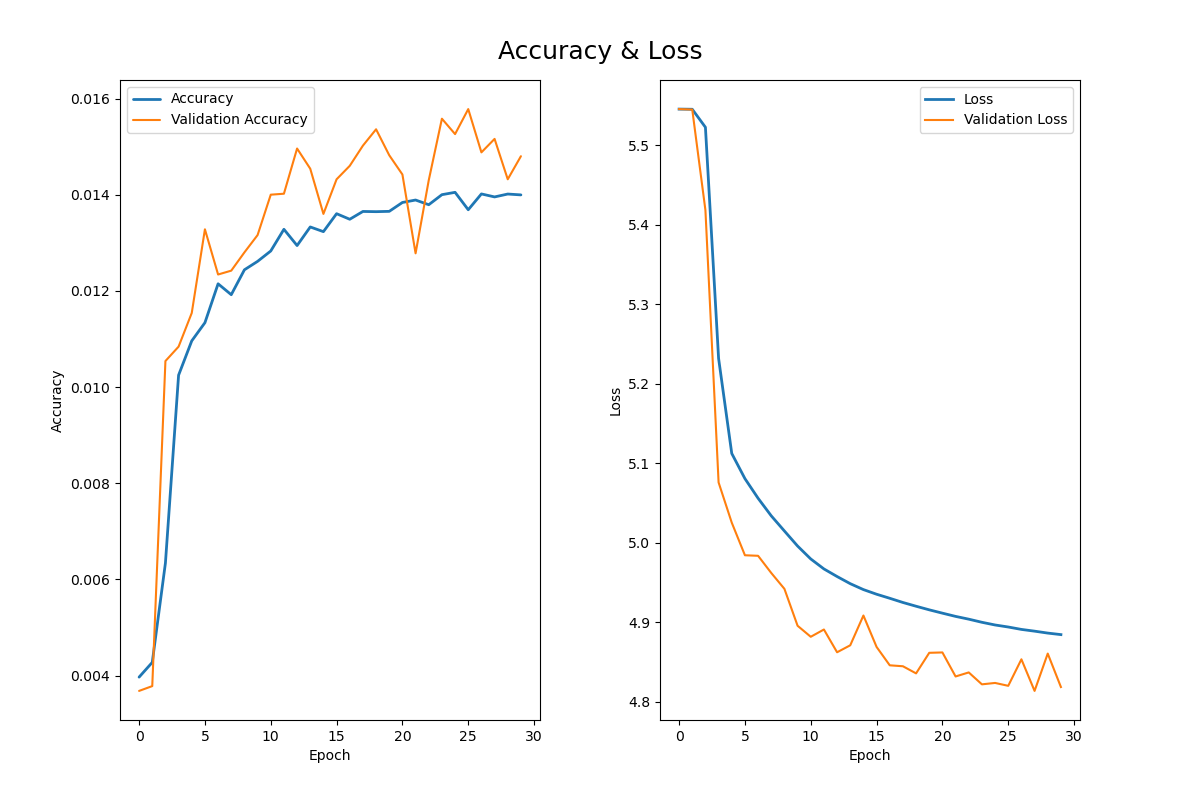 Accuracy & Loss
Accuracy
Validation Accuracy
0.016
0.014
0.012
0.010
0.008
0.006
0.004
Accuracy
0 5 10 15 20 25 30
Epoch
Loss
Validation Loss
5.5
5.4
5.3
5.2
5.1
5.0
4.9
4.8
Loss
0 5 10 15 20 25 30
Epoch